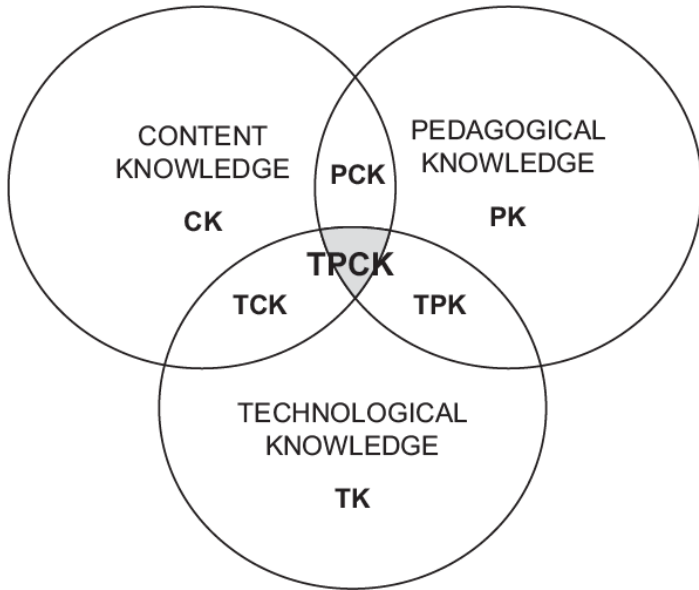 CONTENT
KNOWLEDGE
CK
PCK
PEDAGOGICAL
KNOWLEDGE
PK
TPCK
TCK
TPK
TECHNOLOGICAL
KNOWLEDGE
TK